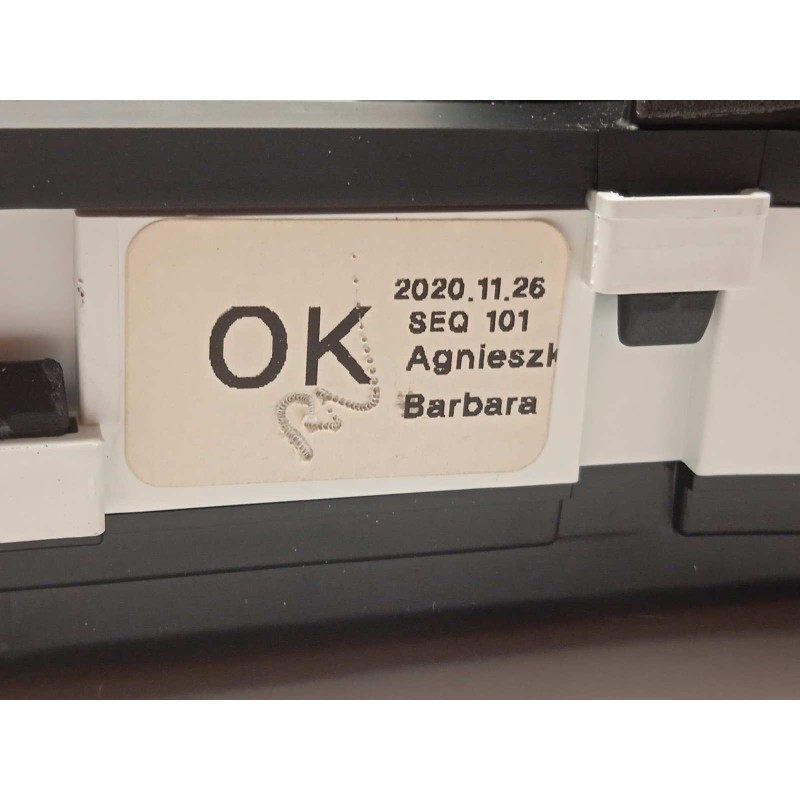 OK
2020.11.26
SEQ 101
Agnieszk
Barbara